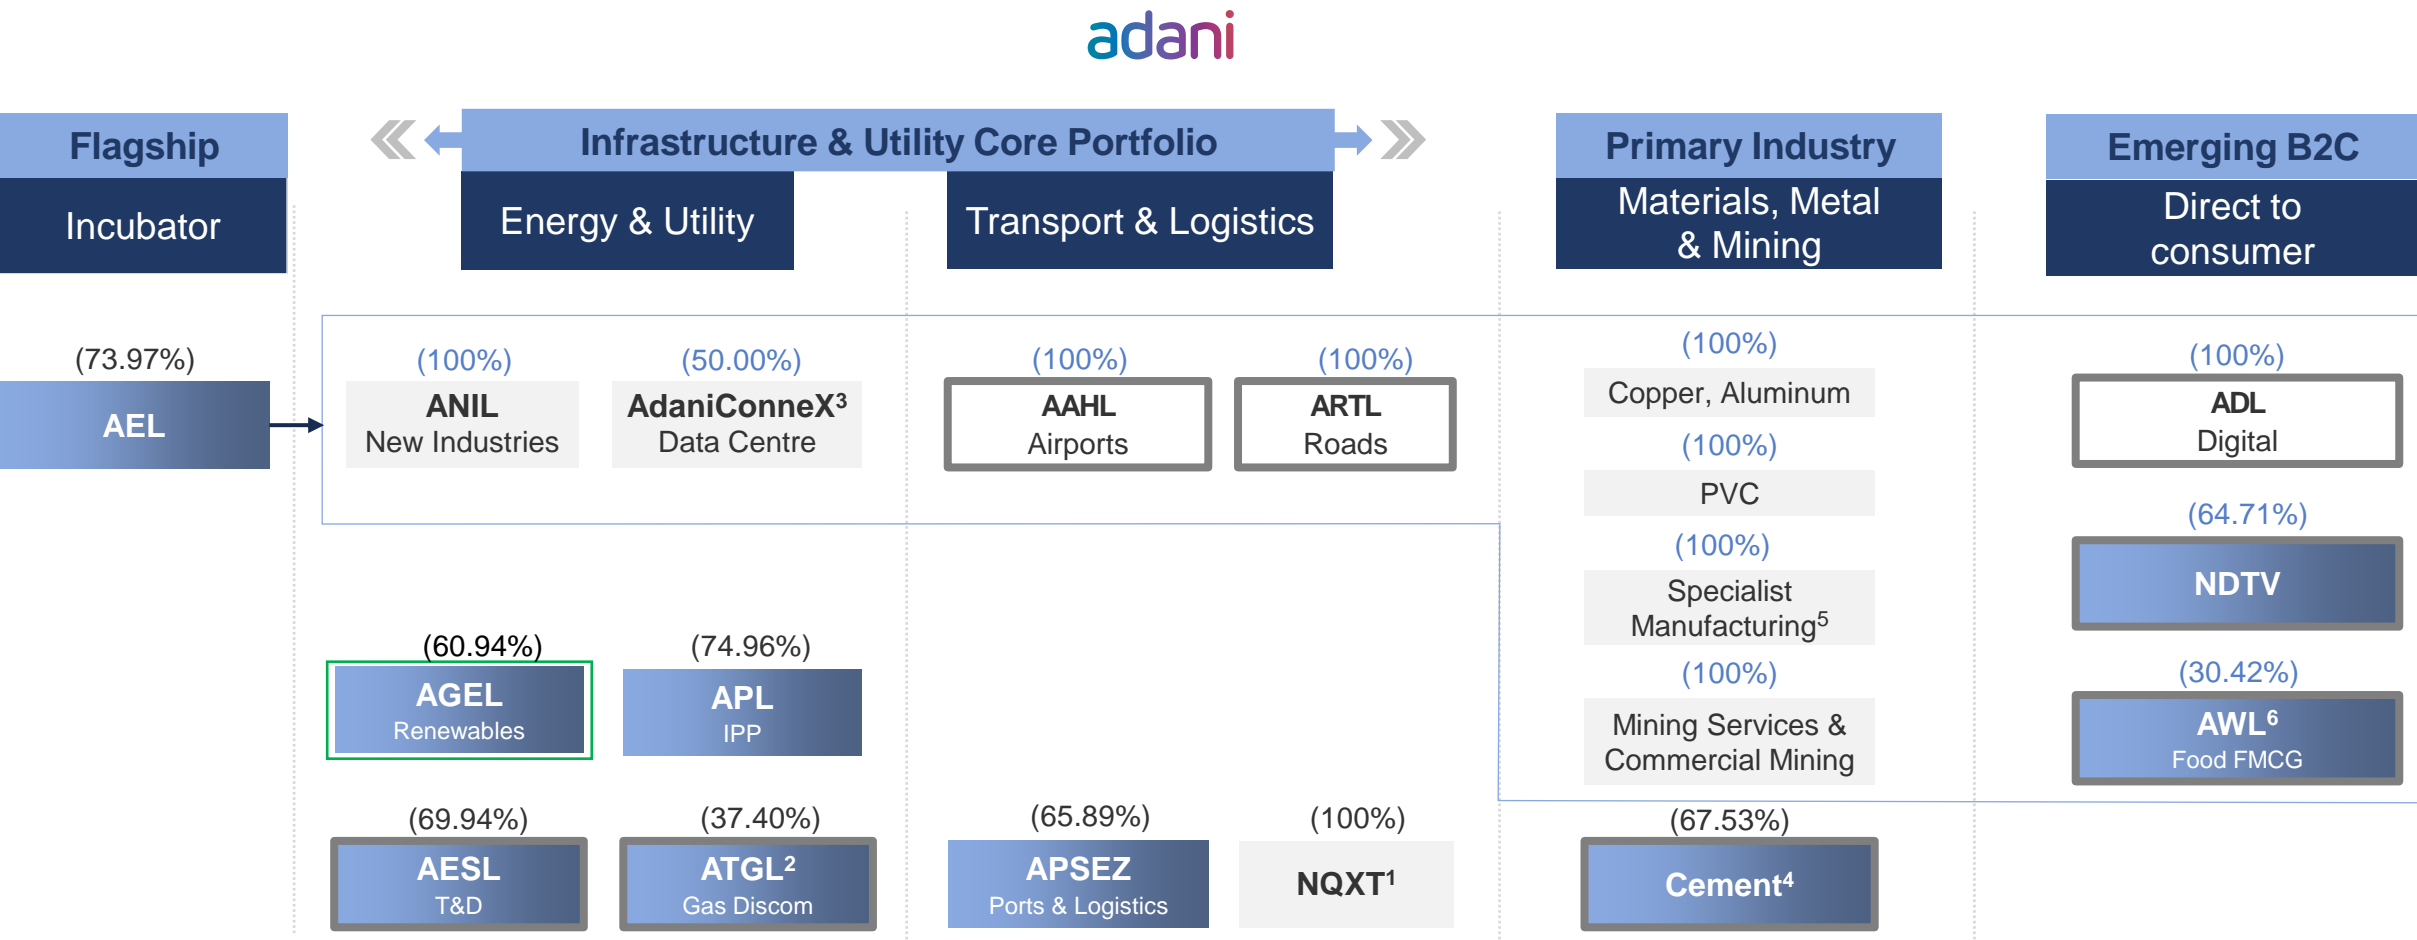 adani
Flagship
Infrastructure & Utility Core Portfolio
Primary Industry
Emerging B2C
Incubator
Energy & Utility
Transport & Logistics
Materials, Metal
& Mining
Direct to
consumer
(73.97%)
AEL
(100%)
ANIL
New Industries
(50.00%)
AdaniConneX³
Data Centre
(100%)
AAHL
Airports
(100%)
ARTL
Roads
(100%)
Copper, Aluminum
(100%)
PVC
(100%)
Specialist
Manufacturing⁵
(100%)
Mining Services &
Commercial Mining
(100%)
ADL
Digital
(64.71%)
NDTV
(30.42%)
AWL⁶
Food FMCG
(60.94%)
AGEL
Renewables
(74.96%)
APL
IPP
(69.94%)
AESL
T&D
(37.40%)
ATGL²
Gas Discom
(65.89%)
APSEZ
Ports & Logistics
(100%)
NQXT¹
(67.53%)
Cement⁴